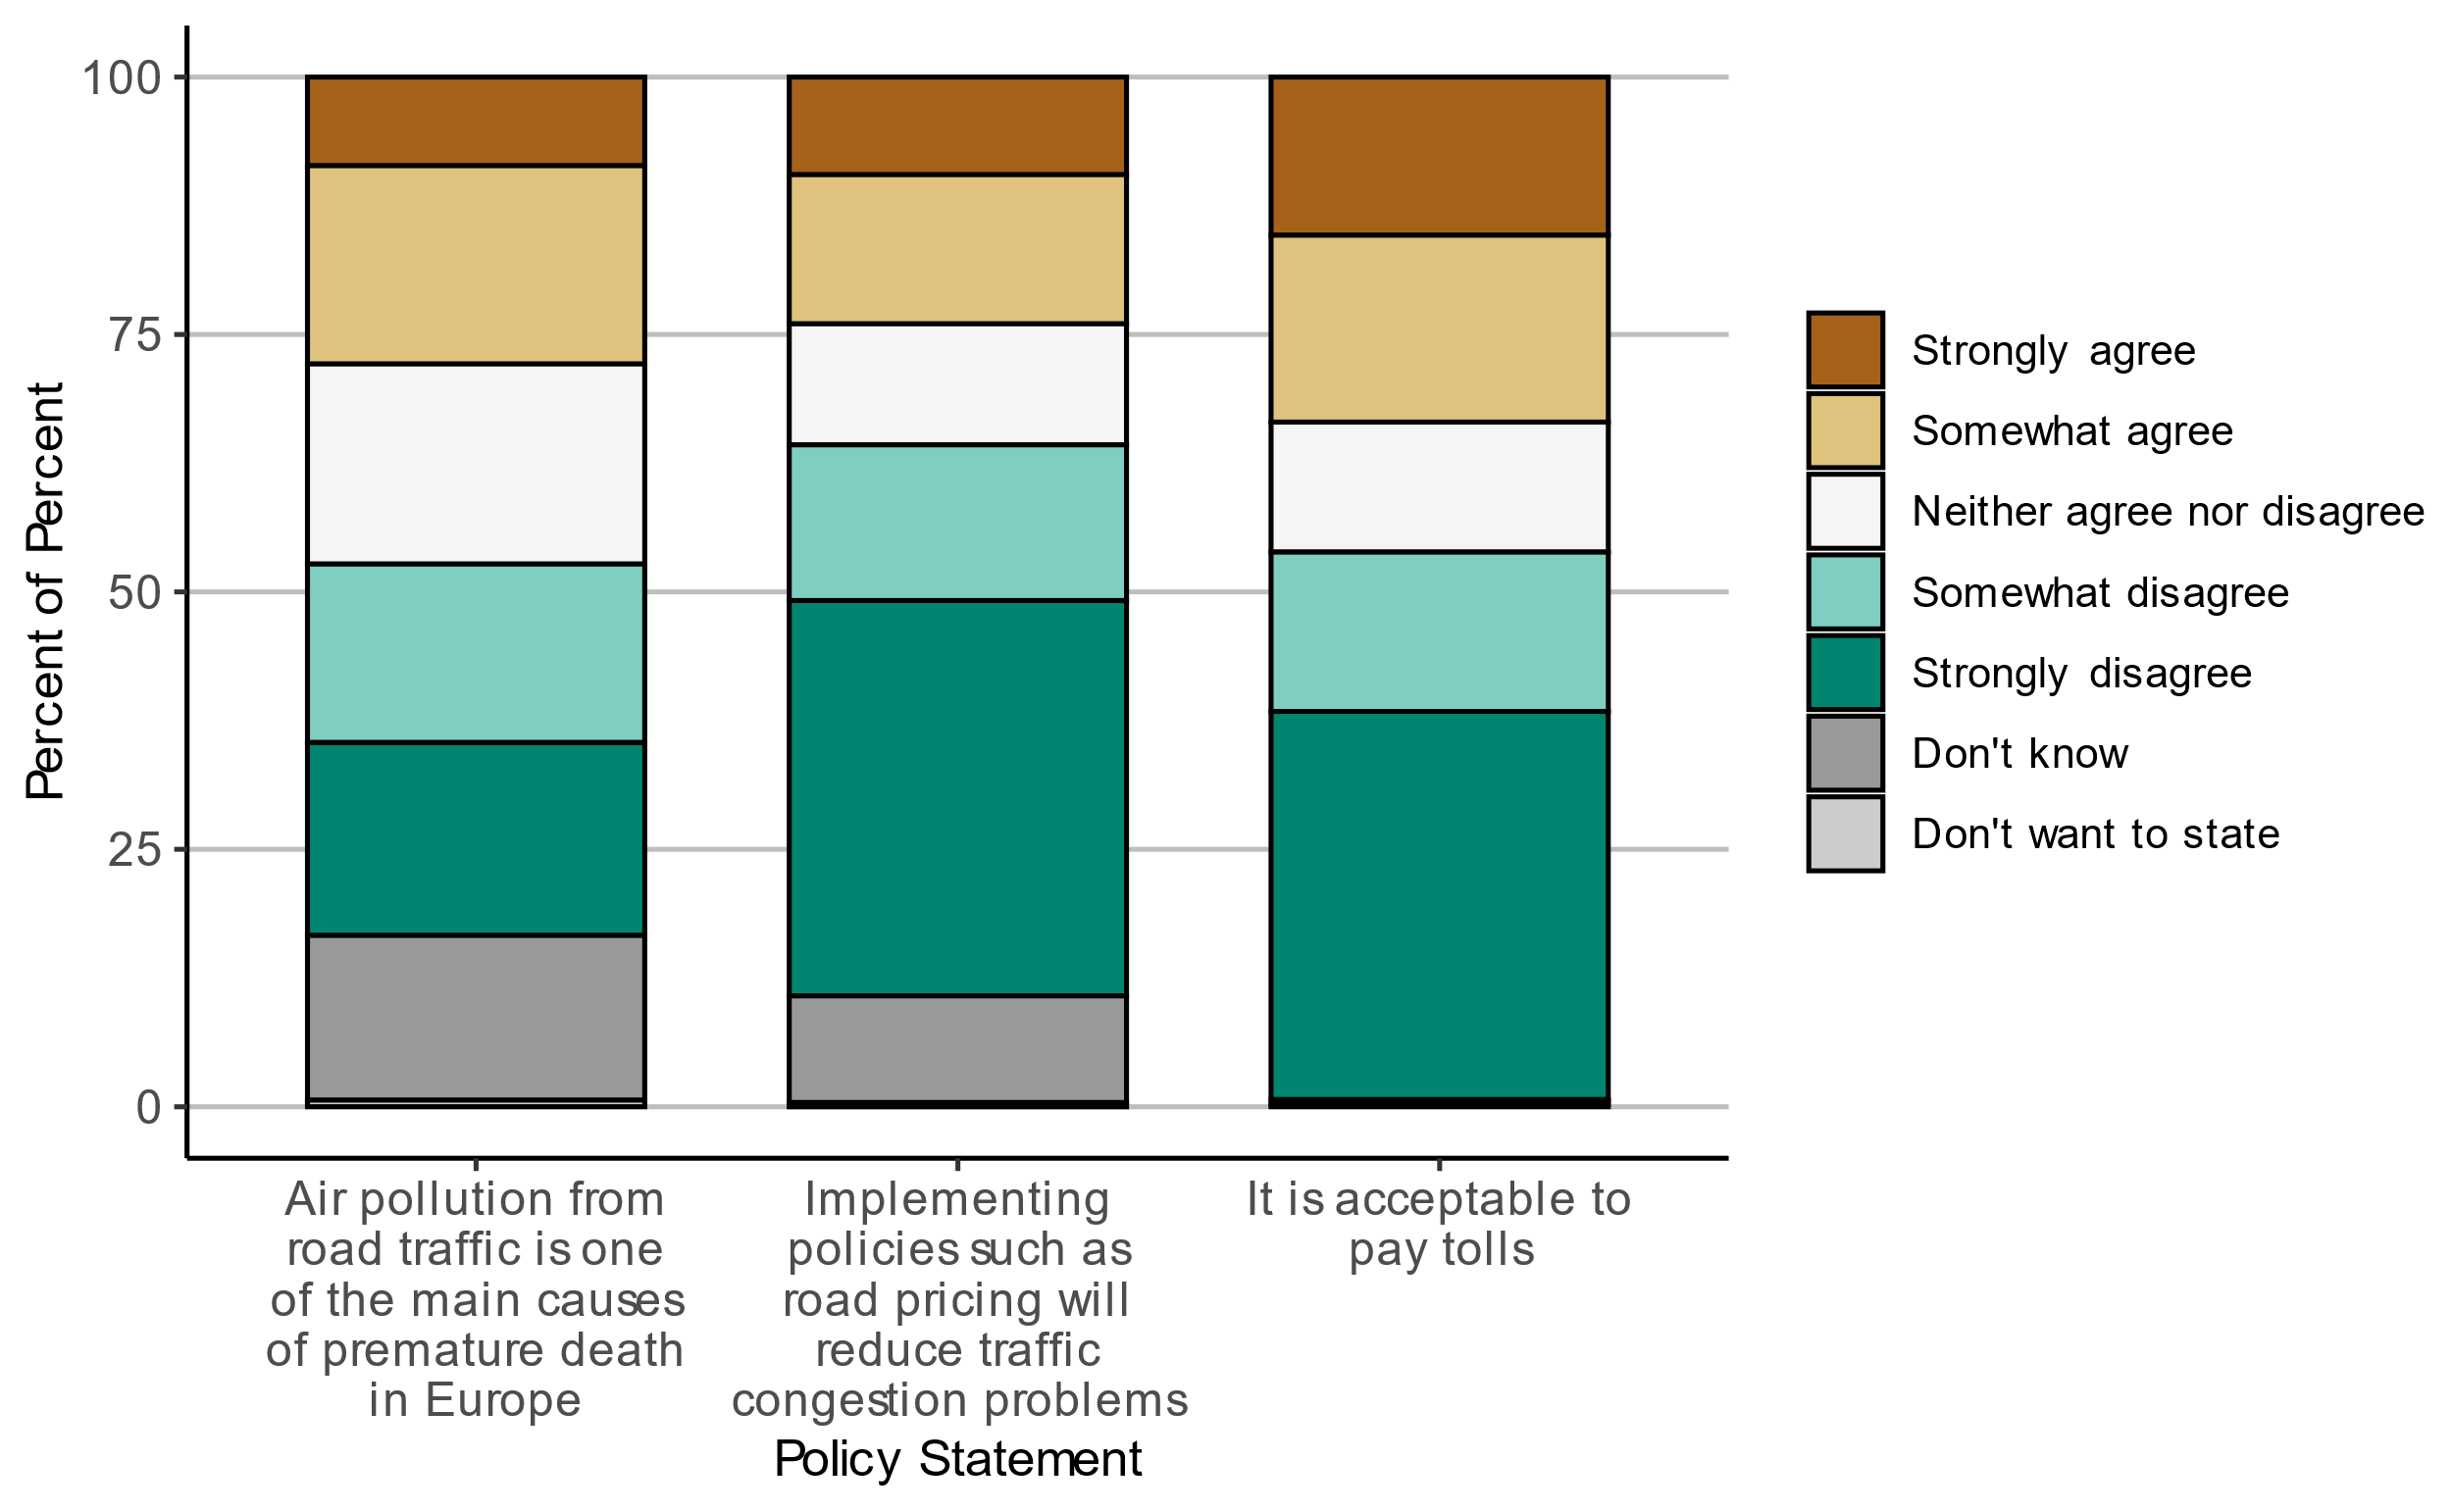 Percent of Percent
100
75
50
25
0
Air pollution from
road traffic is one
of the main causes
of premature death
in Europe
Implementing
policies such as
road pricing will
reduce traffic
congestion problems
It is acceptable to
pay tolls
Policy Statement
Strongly agree
Somewhat agree
Neither agree nor disagree
Somewhat disagree
Strongly disagree
Don't know
Don't want to state